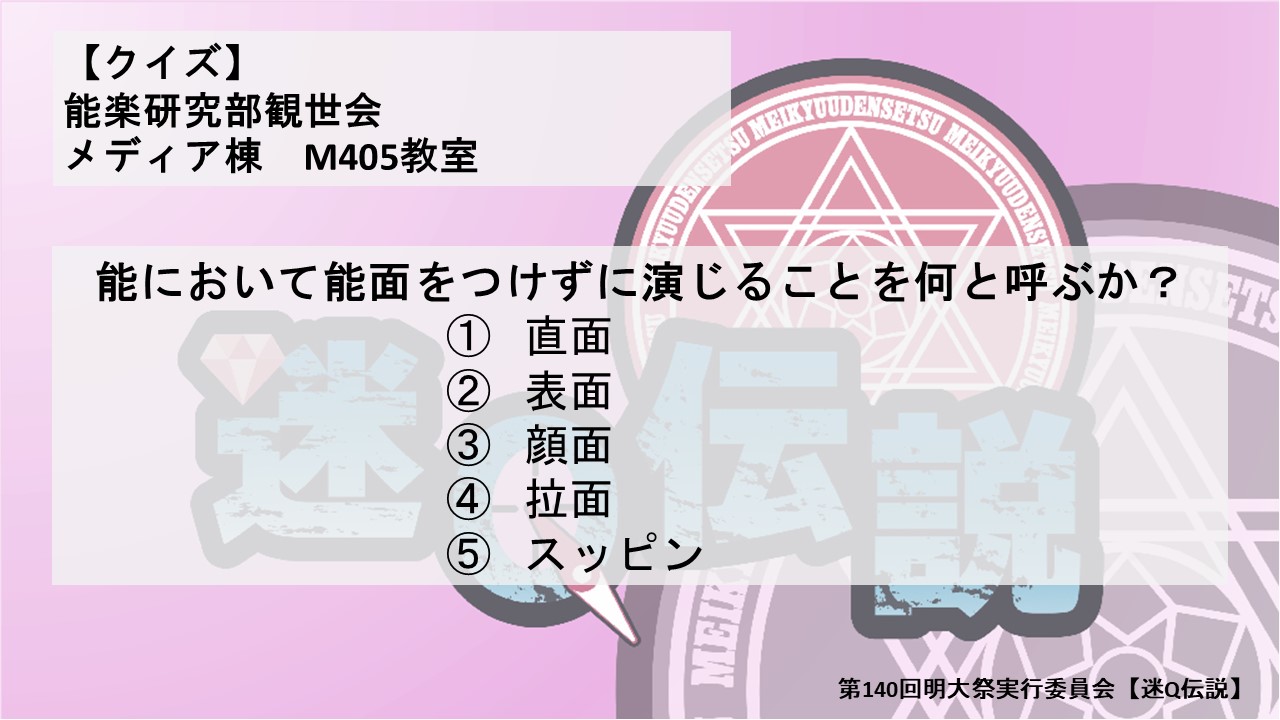 【クイズ】
能楽研究部観世会
メディア棟　M405教室
能において能面をつけずに演じることを何と呼ぶか？
①　直面
②　表面
③　顔面
④　拉面
⑤　スッピン
MEIKYUUDENSETSU MEIKYUUDENSETSU MEIKYUUDENSETSU
迷Q伝説
第140回明大祭実行委員会【迷Q伝説】